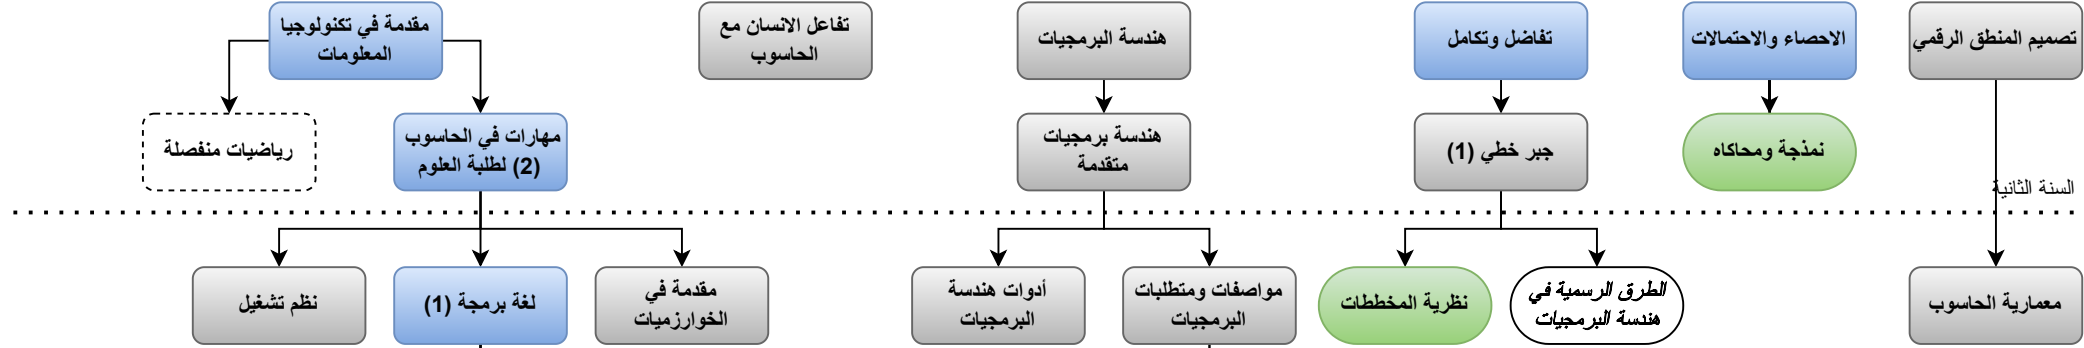 تصميم المنطق الرقمي
الاحصاء والاحتمالات
تفاضل وتكامل
هندسة البرمجيات
تفاعل الانسان مع
الحاسوب
مقدمة في تكنولوجيا
المعلومات
نمذجة ومحاكاه
جبر خطي (1)
هندسة برمجيات
متقدمة
مهارات في الحاسوب
(2) لطلبة العلوم
رياضيات منفصلة
السنة الثانية
معمارية الحاسوب
الطرق الرسمية في
هندسة البرمجيات
نظرية المخططات
مواصفات ومتطلبات
البرمجيات
أدوات هندسة
البرمجيات
مقدمة في
الخوارزميات
لغة برمجة (1)
نظم تشغيل